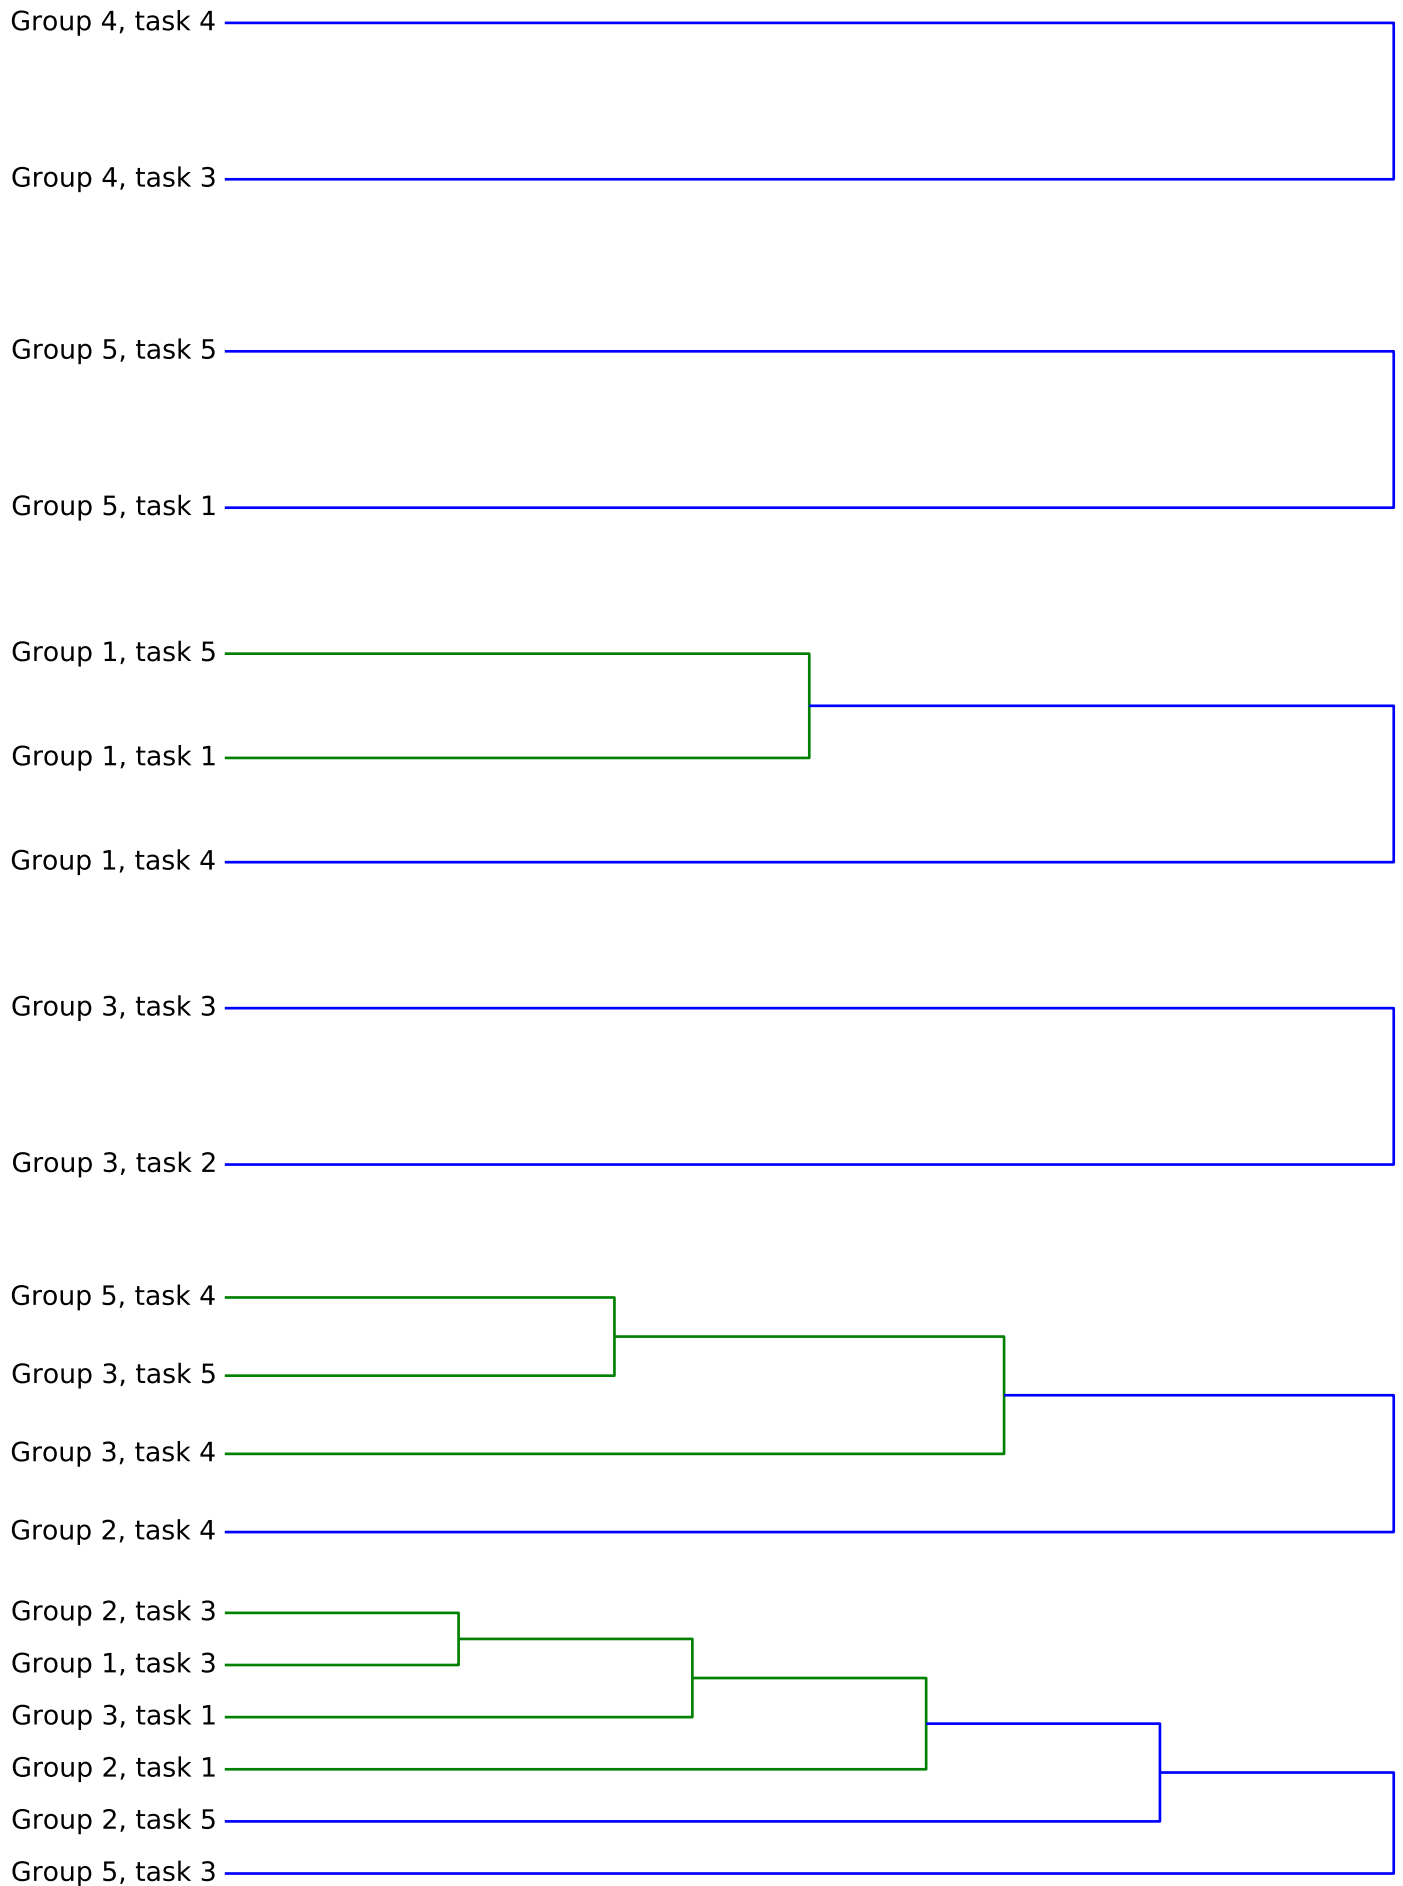 Group 4, task 4
Group 4, task 3
Group 5, task 5
Group 5, task 1
Group 1, task 5
Group 1, task 1
Group 1, task 4
Group 3, task 3
Group 3, task 2
Group 5, task 4
Group 3, task 5
Group 3, task 4
Group 2, task 4
Group 2, task 3
Group 1, task 3
Group 3, task 1
Group 2, task 1
Group 2, task 5
Group 5, task 3